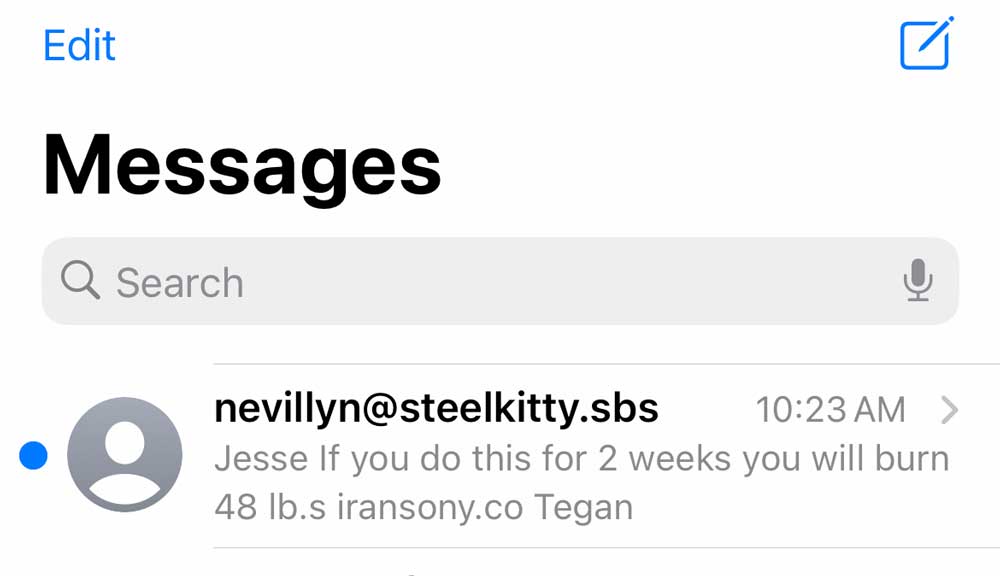 Edit
Messages
Search
nevillyn@steelkitty.sbs 10:23 AM
Jesse If you do this for 2 weeks you will burn
48 lb.s iransony.co Tegan